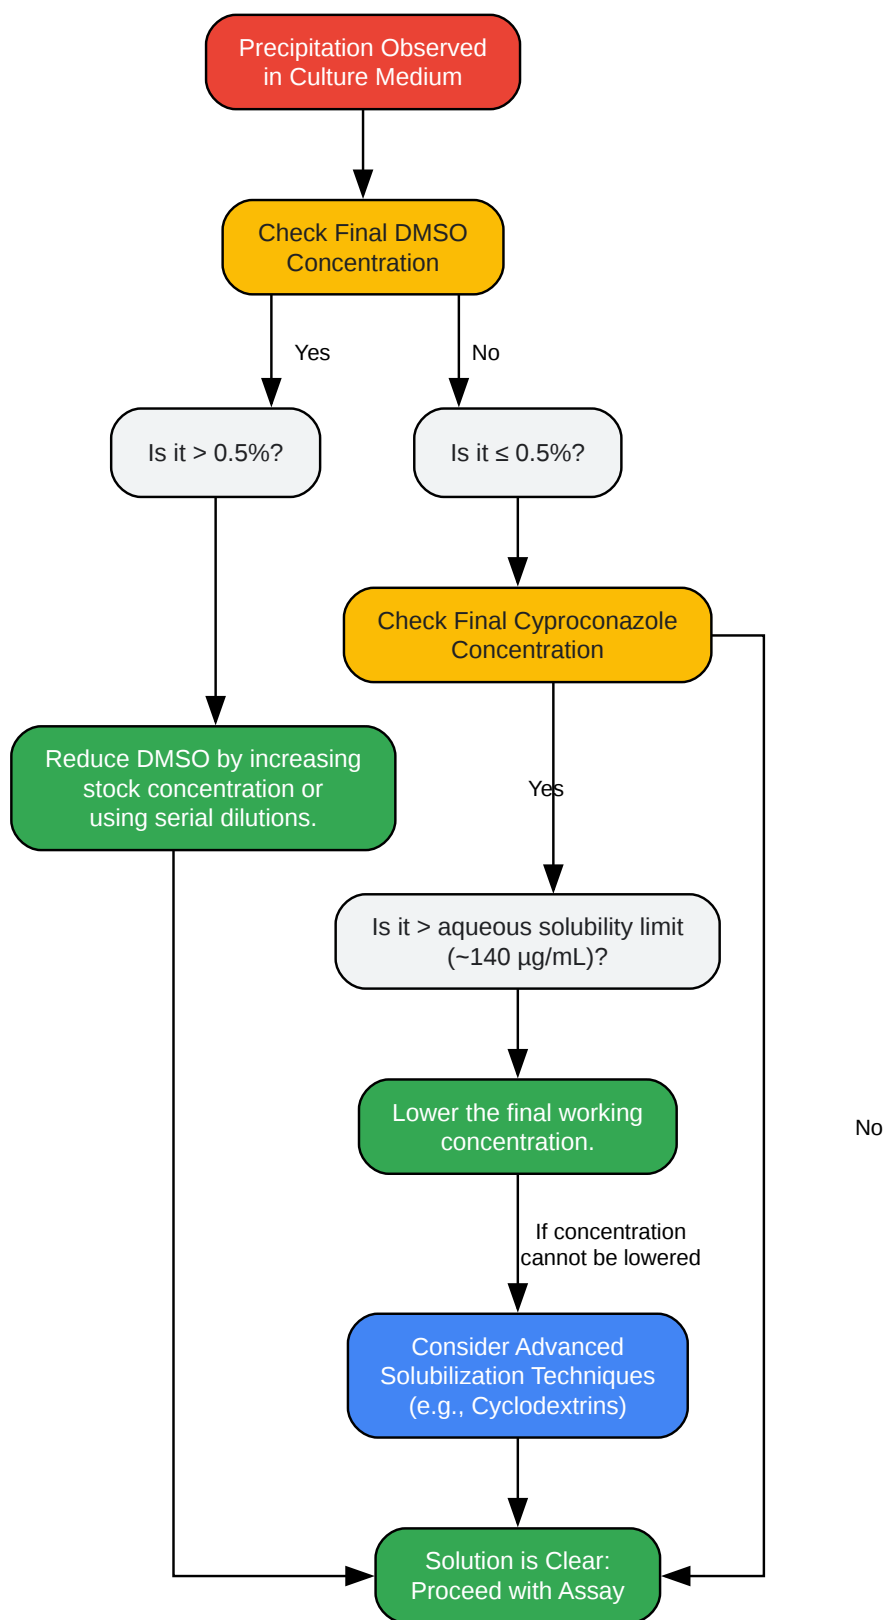 Precipitation Observed
in Culture Medium
Check Final DMSO
Concentration
Yes
No
Is it > 0.5%?
Is it ≤ 0.5%?
Check Final Cyproconazole
Concentration
Reduce DMSO by increasing
stock concentration or
using serial dilutions.
Yes
Is it > aqueous solubility limit
(~140 µg/mL)?
Lower the final working
concentration.
No
If concentration
cannot be lowered
Consider Advanced
Solubilization Techniques
(e.g., Cyclodextrins)
Solution is Clear:
Proceed with Assay